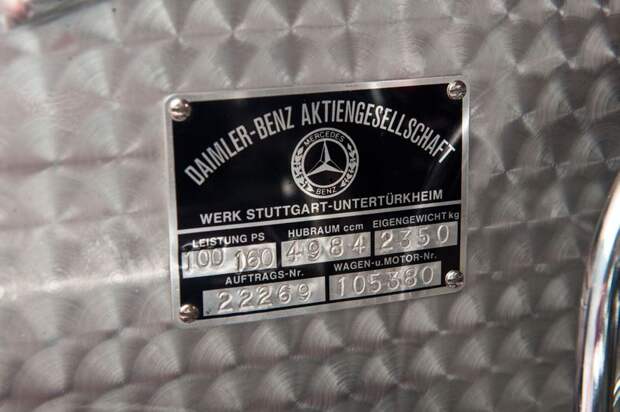 DAIMLER-BENZ AKTIENGESELLSCHAFT
MERCEDES
BENZ
WERK STUTTGART-UNTERTÜRKHEIM
LEISTUNG PS HUBRAUM ccm EIGENGEWICHT kg
100 160 4984 2350
AUFTRAGS-Nr. WAGEN-u.MOTOR-Nr.
22269 105380